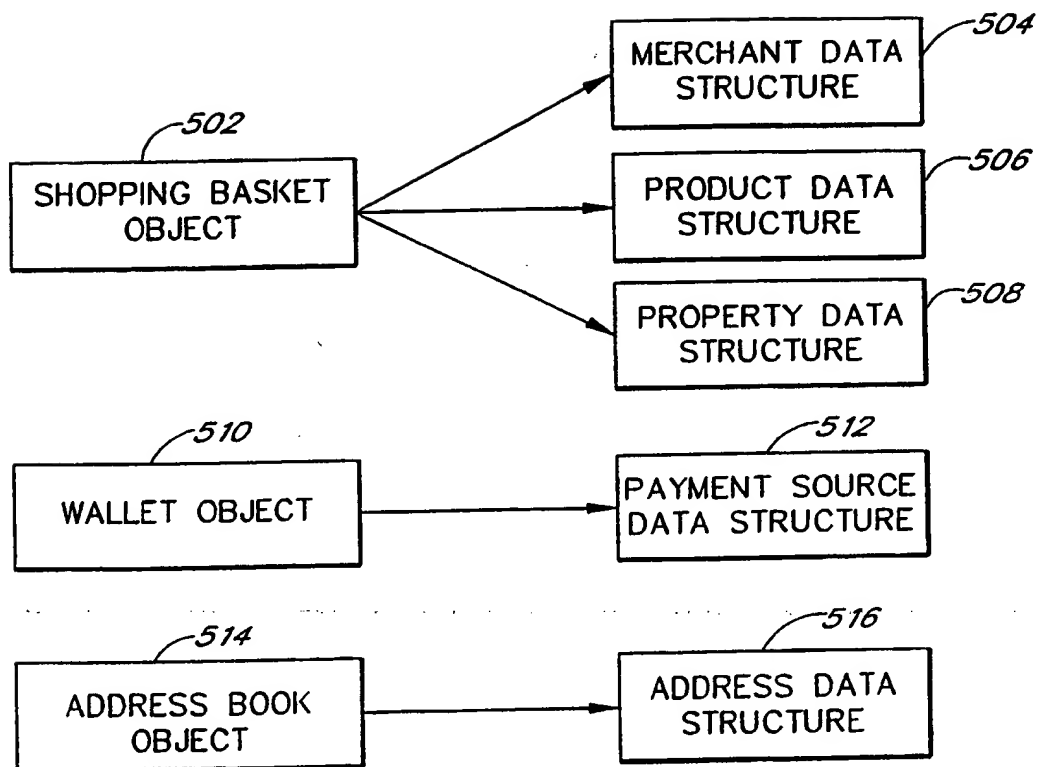 504
MERCHANT DATA
STRUCTURE
502
SHOPPING BASKET
OBJECT
506
PRODUCT DATA
STRUCTURE
508
PROPERTY DATA
STRUCTURE
510
WALLET OBJECT
512
PAYMENT SOURCE
DATA STRUCTURE
514
ADDRESS BOOK
OBJECT
516
ADDRESS DATA
STRUCTURE